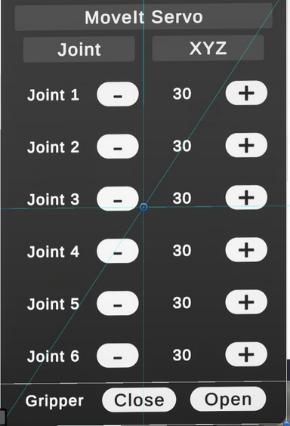 MoveIt Servo
Joint XYZ
Joint 1 - 30 +
Joint 2 - 30 +
Joint 3 - 30 +
Joint 4 - 30 +
Joint 5 - 30 +
Joint 6 - 30 +
Gripper Close Open